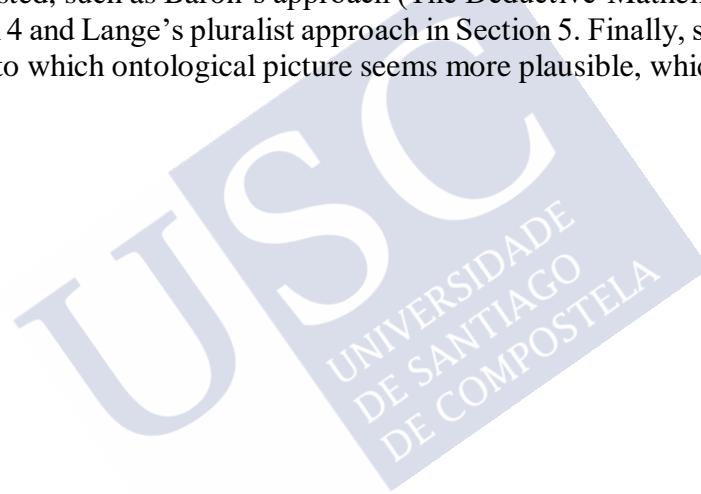 sted, such as Baron's approach (The Deductive-Mathem
4 and Lange's pluralist approach in Section 5. Finally, s
to which ontological picture seems more plausible, whic
USC
UNIVERSIDADE
DE SANTIAGO
DE COMPOSTELA